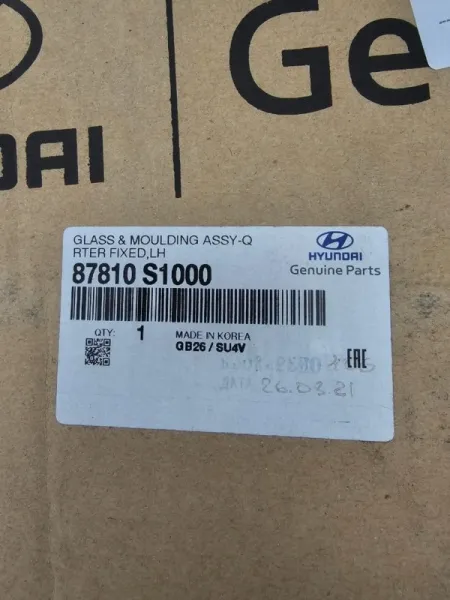 Ge
DAI
GLASS & MOULDING ASSY-Q
RTER FIXED,LH
HYUNDAI
Genuine Parts
87810 S1000
QTY: 1
MADE IN KOREA
GB26 / SU4V
EAC
26.03.21